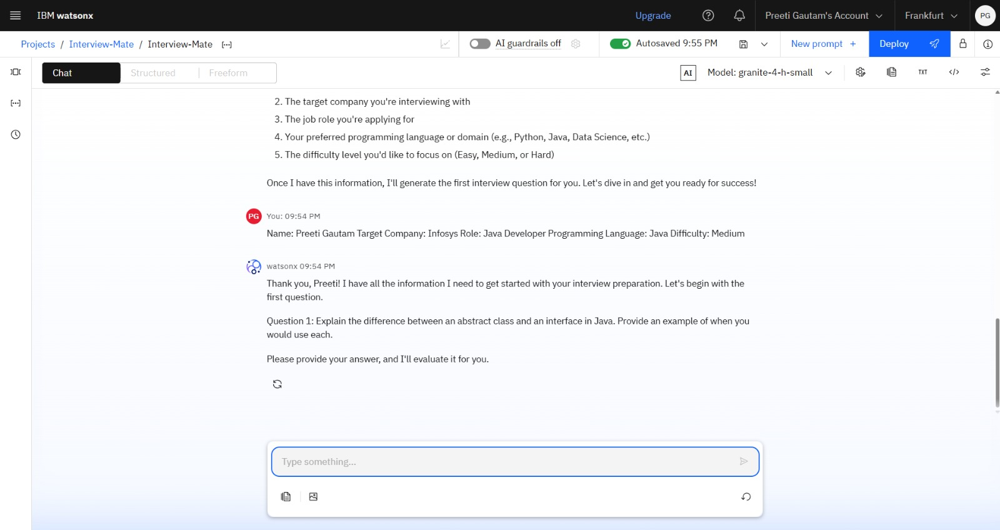 IBM watsonx
Upgrade
Preeti Gautam's Account
Frankfurt
PG
Projects / Interview-Mate / Interview-Mate
AI guardrails off
Autosaved 9:55 PM
New prompt +
Deploy
Chat
Structured
Freeform
AI
Model: granite-4-h-small
TXT
</>
2. The target company you're interviewing with
3. The job role you're applying for
4. Your preferred programming language or domain (e.g., Python, Java, Data Science, etc.)
5. The difficulty level you'd like to focus on (Easy, Medium, or Hard)
Once I have this information, I'll generate the first interview question for you. Let's dive in and get you ready for success!
PG
You: 09:54 PM
Name: Preeti Gautam Target Company: Infosys Role: Java Developer Programming Language: Java Difficulty: Medium
watsonx 09:54 PM
Thank you, Preeti! I have all the information I need to get started with your interview preparation. Let's begin with the
first question.
Question 1: Explain the difference between an abstract class and an interface in Java. Provide an example of when you
would use each.
Please provide your answer, and I'll evaluate it for you.
Type something...